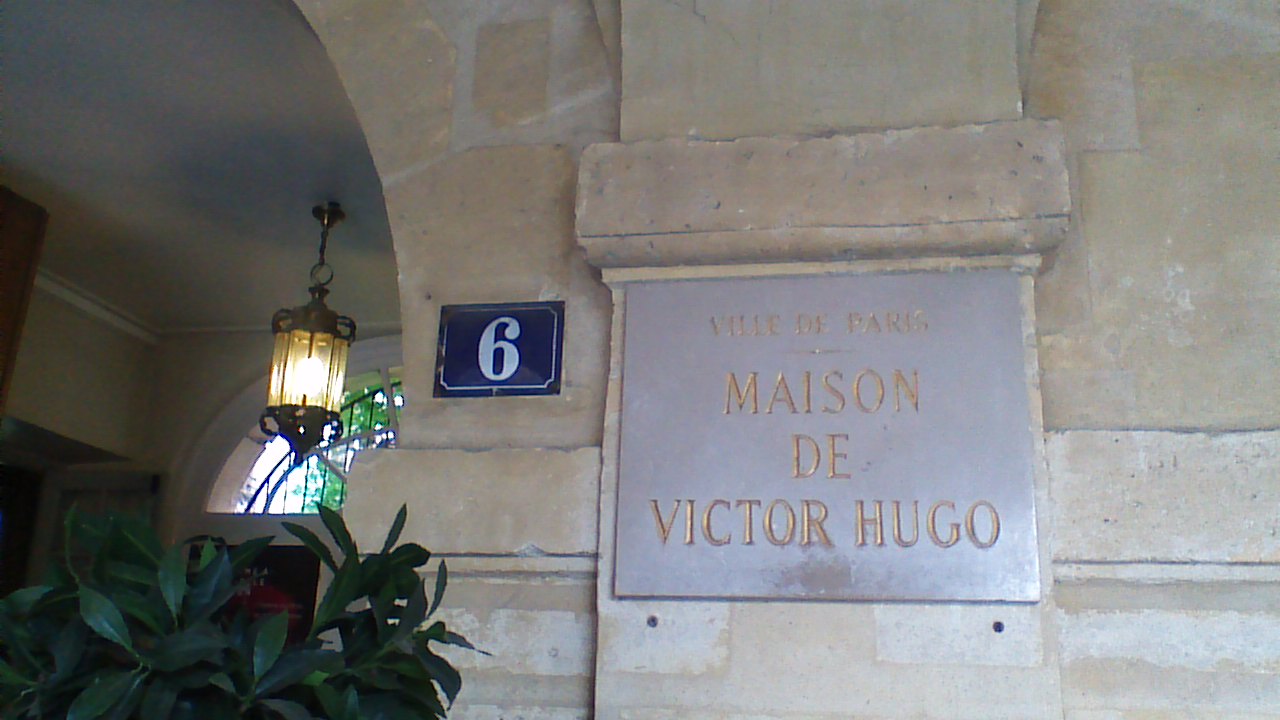 6
VILLE DE PARIS
MAISON
DE
VICTOR HUGO